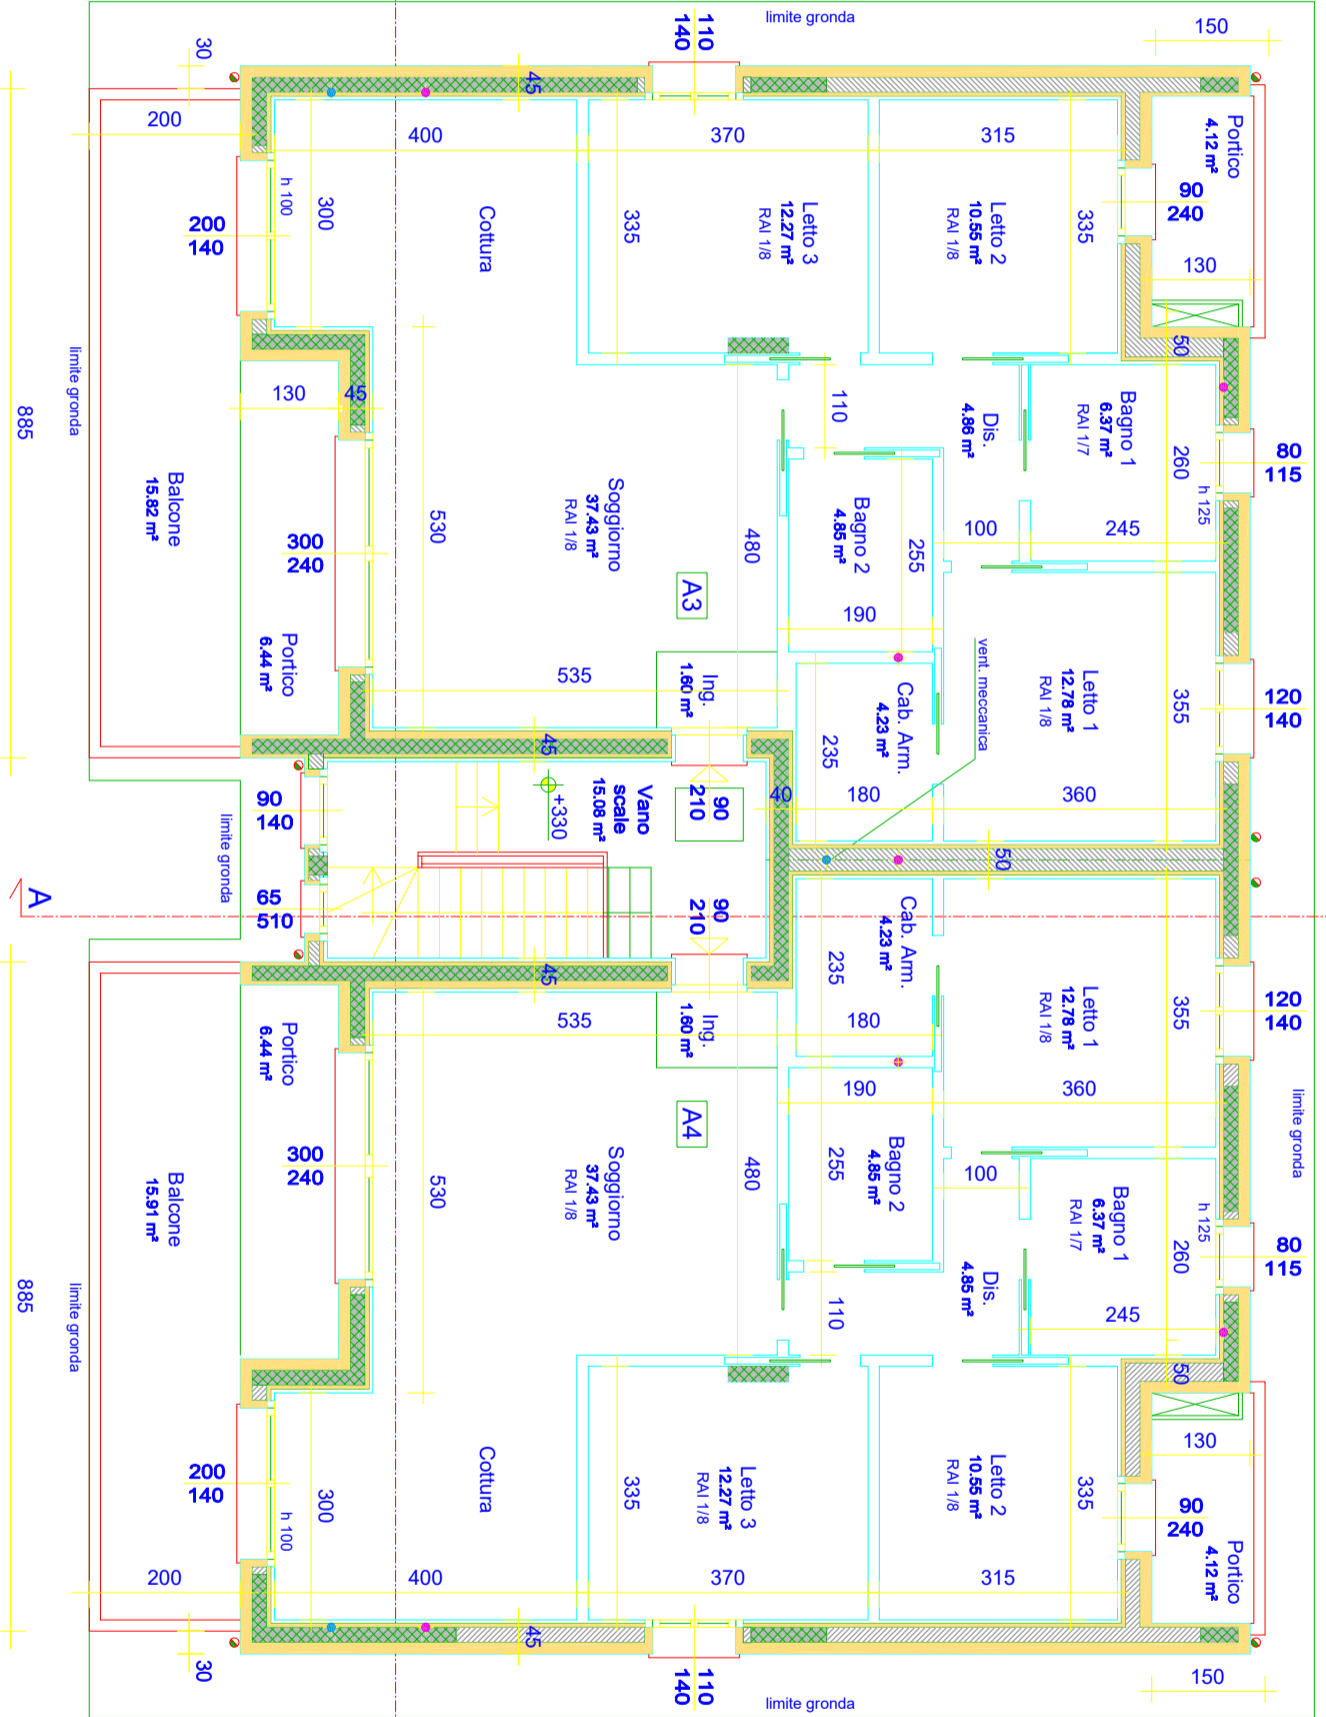 limite gronda
110
140
150
30
45
200
400
370
315
Portico
4.12 m²
90
240
h 100
300
Cottura
335
Letto 3
12.27 m²
RAI 1/8
Letto 2
10.55 m²
RAI 1/8
335
200
140
130
50
limite gronda
885
130
45
110
Dis.
4.86 m²
Bagno 1
6.37 m²
RAI 1/7
260
80
115
h 125
Balcone
15.82 m²
300
240
530
Soggiorno
37.43 m²
RAI 1/8
480
Bagno 2
4.85 m²
255
100
245
A3
190
Portico
6.44 m²
535
Ing.
1.60 m²
vent. meccanica
Cab. Arm.
4.23 m²
Letto 1
12.78 m²
RAI 1/8
355
120
140
45
235
90
140
+330
Vano
scale
15.08 m²
90
210
40
180
360
limite gronda
50
A
65
510
90
210
45
Cab. Arm.
4.23 m²
235
180
Letto 1
12.78 m²
RAI 1/8
355
120
140
Portico
6.44 m²
535
Ing.
1.60 m²
190
360
limite gronda
A4
Balcone
15.91 m²
300
240
530
Soggiorno
37.43 m²
RAI 1/8
480
255
Bagno 2
4.85 m²
100
Bagno 1
6.37 m²
RAI 1/7
260
h 125
80
115
885
limite gronda
110
Dis.
4.85 m²
245
50
200
140
h 100
300
Cottura
335
Letto 3
12.27 m²
RAI 1/8
Letto 2
10.55 m²
RAI 1/8
335
130
90
240
Portico
4.12 m²
200
400
370
315
30
45
110
140
150
limite gronda